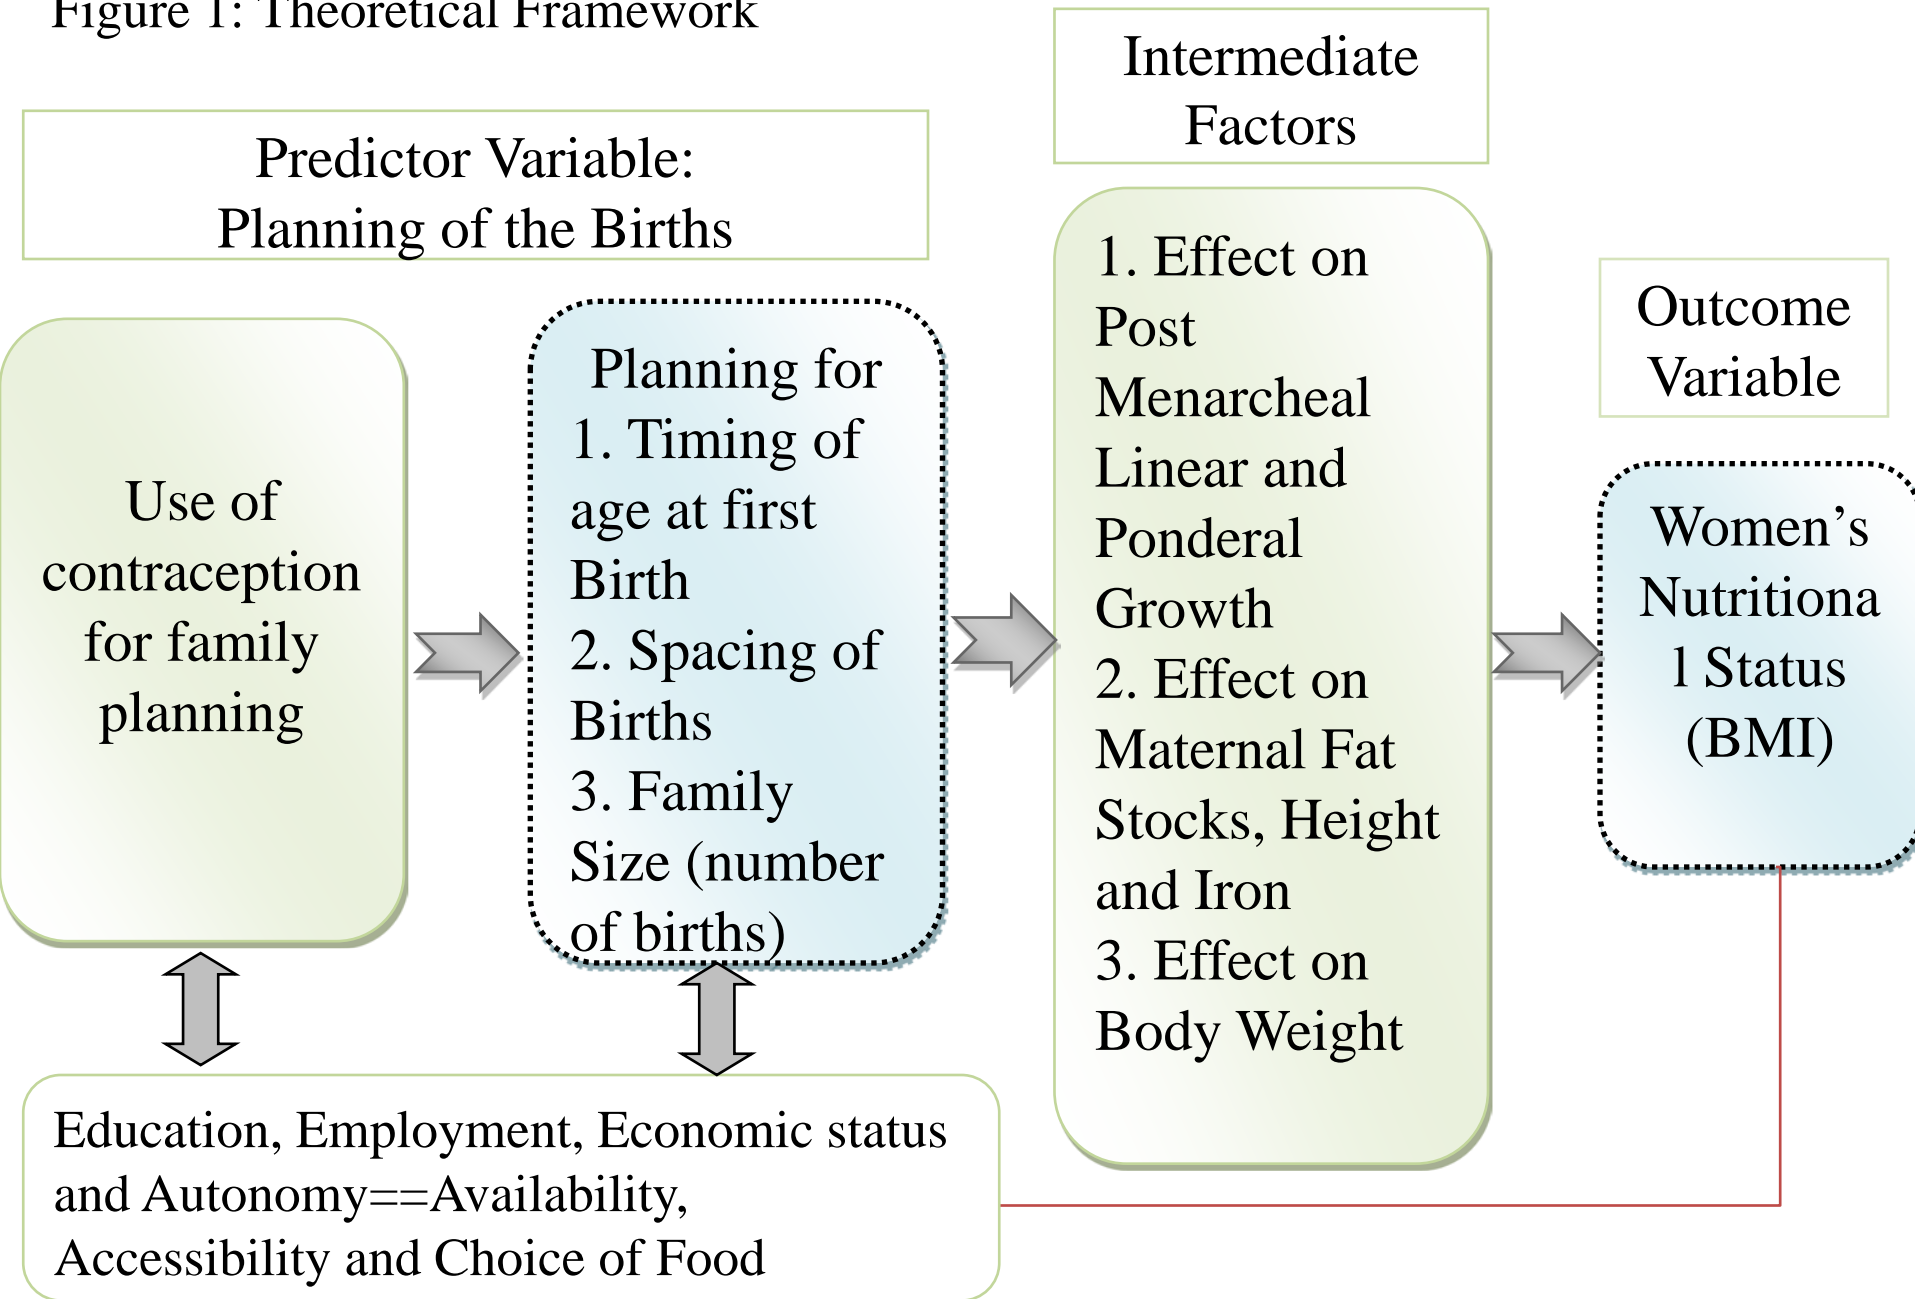 Figure 1: Theoretical Framework
Predictor Variable:
Planning of the Births
Intermediate
Factors
Outcome
Variable
Use of
contraception
for family
planning
Planning for
1. Timing of
age at first
Birth
2. Spacing of
Births
3. Family
Size (number
of births)
1. Effect on
Post
Menarcheal
Linear and
Ponderal
Growth
2. Effect on
Maternal Fat
Stocks, Height
and Iron
3. Effect on
Body Weight
Women’s
Nutritiona
l Status
(BMI)
Education, Employment, Economic status
and Autonomy==Availability,
Accessibility and Choice of Food